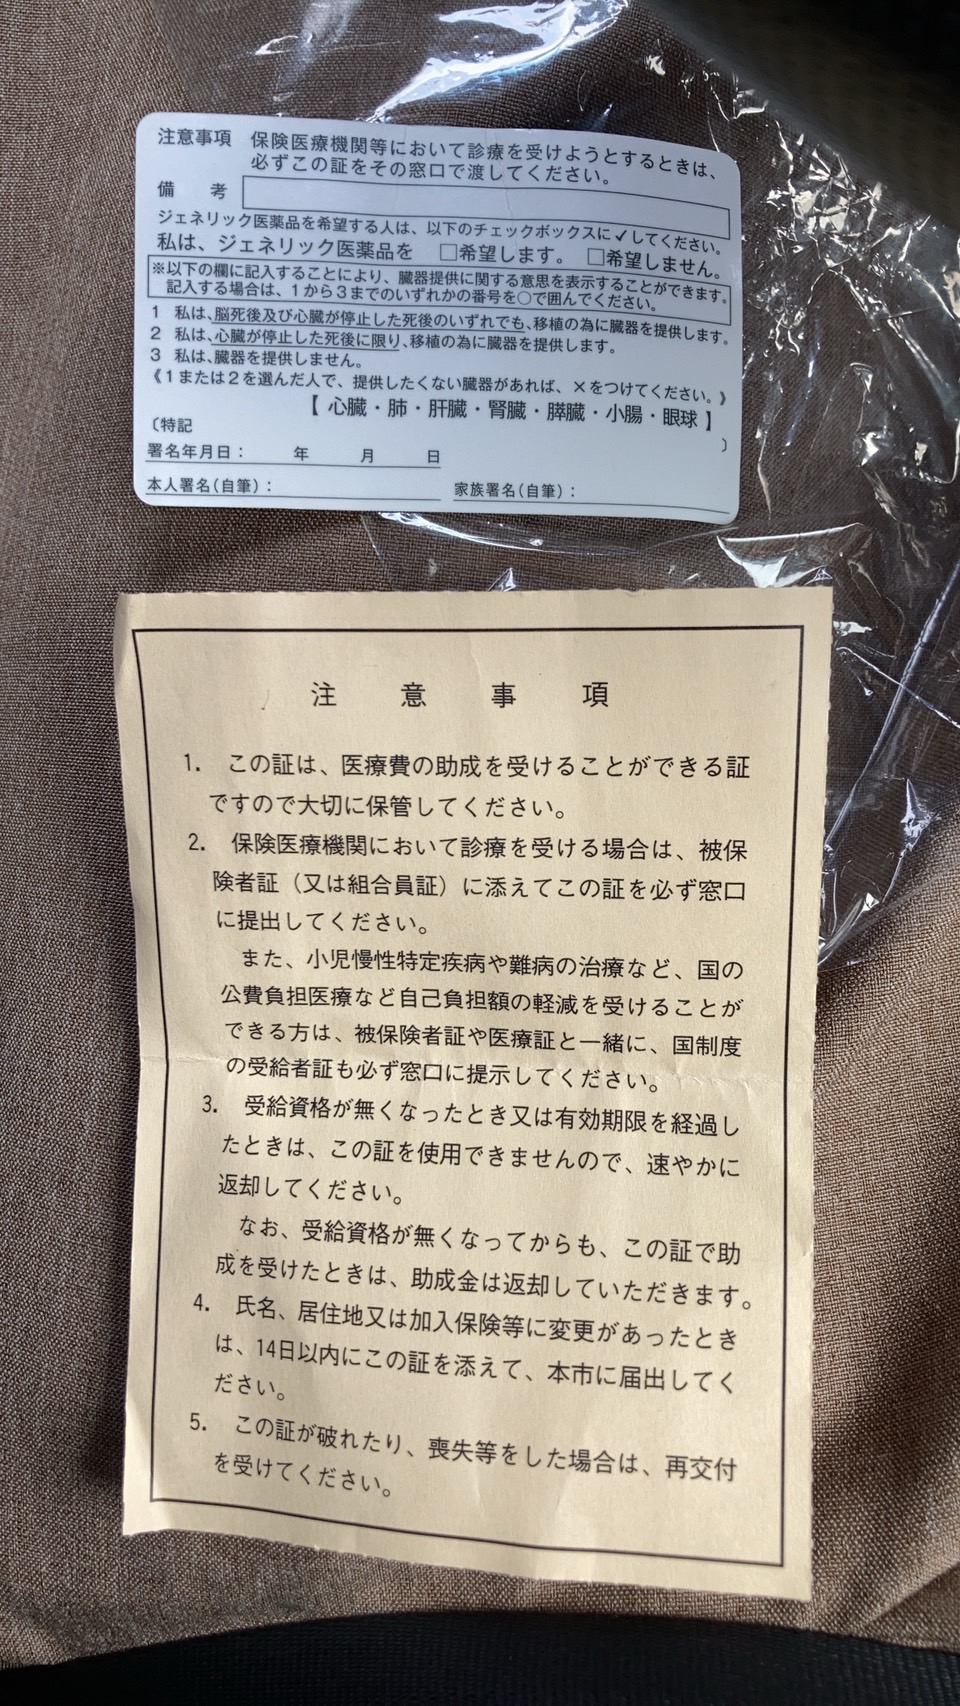 注意事項 保険医療機関等において診療を受けようとするときは、
必ずこの証をその窓口で渡してください。
備考
ジェネリック医薬品を希望する人は、以下のチェックボックスに✓してください。
私は、ジェネリック医薬品を □希望します。 □希望しません。
※以下の欄に記入することにより、臓器提供に関する意思を表示することができます。
記入する場合は、1から3までのいずれかの番号を○で囲んでください。
1 私は、脳死後及び心臓が停止した死後のいずれでも、移植の為に臓器を提供します。
2 私は、心臓が停止した死後に限り、移植の為に臓器を提供します。
3 私は、臓器を提供しません。
《1または2を選んだ人で、提供したくない臓器があれば、×をつけてください。》
【 心臓・肺・肝臓・腎臓・膵臓・小腸・眼球 】
〔特記 〕
署名年月日： 年 月 日
本人署名（自筆）： 家族署名（自筆）：
注意事項
1. この証は、医療費の助成を受けることができる証
ですので大切に保管してください。
2. 保険医療機関において診療を受ける場合は、被保
険者証（又は組合員証）に添えてこの証を必ず窓口
に提出してください。
また、小児慢性特定疾病や難病の治療など、国の
公費負担医療など自己負担額の軽減を受けることが
できる方は、被保険者証や医療証と一緒に、国制度
の受給者証も必ず窓口に提示してください。
3. 受給資格が無くなったとき又は有効期限を経過し
たときは、この証を使用できませんので、速やかに
返却してください。
なお、受給資格が無くなってからも、この証で助
成を受けたときは、助成金は返却していただきます。
4. 氏名、居住地又は加入保険等に変更があったとき
は、14日以内にこの証を添えて、本市に届出してく
ださい。
5. この証が破れたり、喪失等をした場合は、再交付
を受けてください。